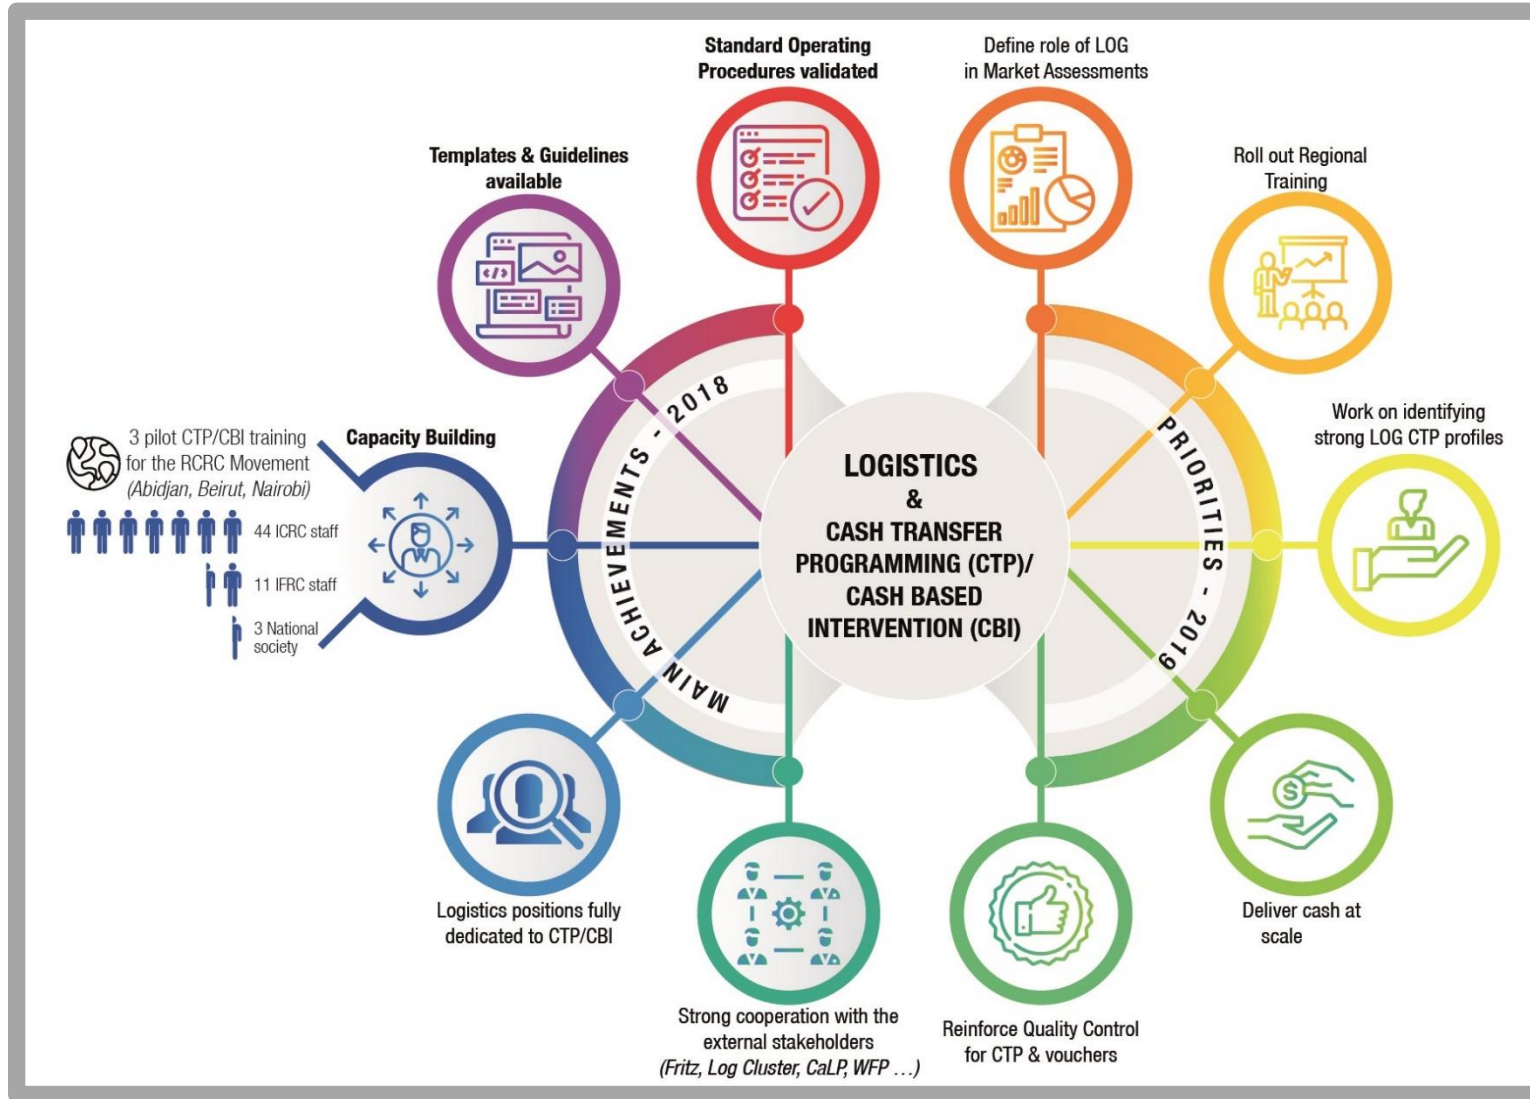 Standard Operating
Procedures validated
Define role of LOG
in Market Assessments
Templates & Guidelines
available
Roll out Regional
Training
3 pilot CTP/CBI training
for the RCRC Movement
(Abidjan, Beirut, Nairobi)
44 ICRC staff
11 IFRC staff
3 National
society
Capacity Building
Work on identifying
strong LOG CTP profiles
MAIN ACHIEVEMENTS - 2018
LOGISTICS
&
CASH TRANSFER
PROGRAMMING (CTP)/
CASH BASED
INTERVENTION (CBI)
PRIORITIES - 2019
Logistics positions fully
dedicated to CTP/CBI
Deliver cash at
scale
Strong cooperation with the
external stakeholders
(Fritz, Log Cluster, CaLP, WFP …)
Reinforce Quality Control
for CTP & vouchers